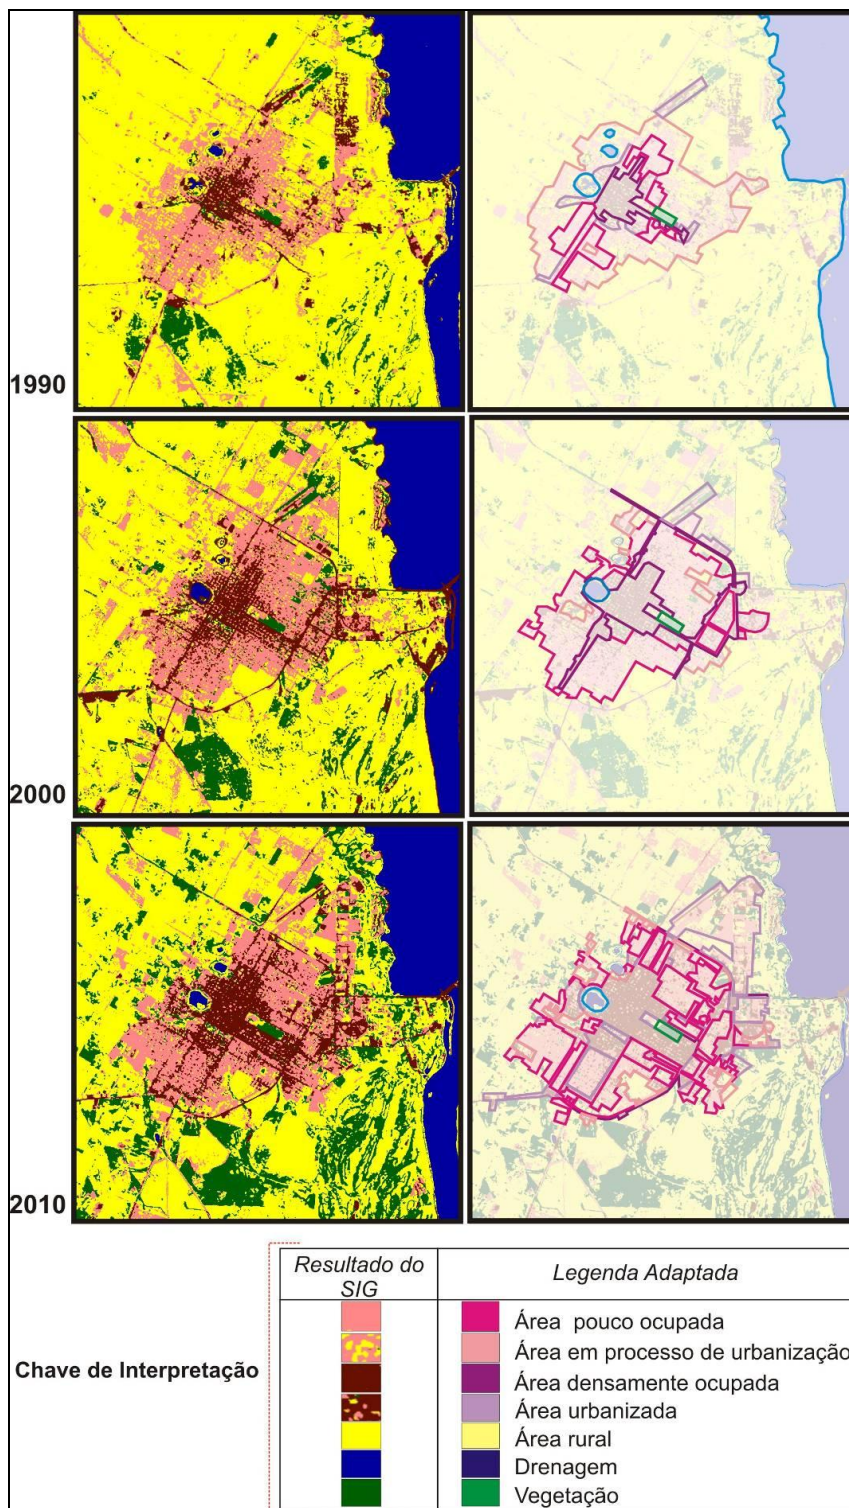 1990
2000
2010
Chave de Interpretação
Resultado do
SIG
Legenda Adaptada
Área pouco ocupada
Área em processo de urbanização
Área densamente ocupada
Área urbanizada
Área rural
Drenagem
Vegetação